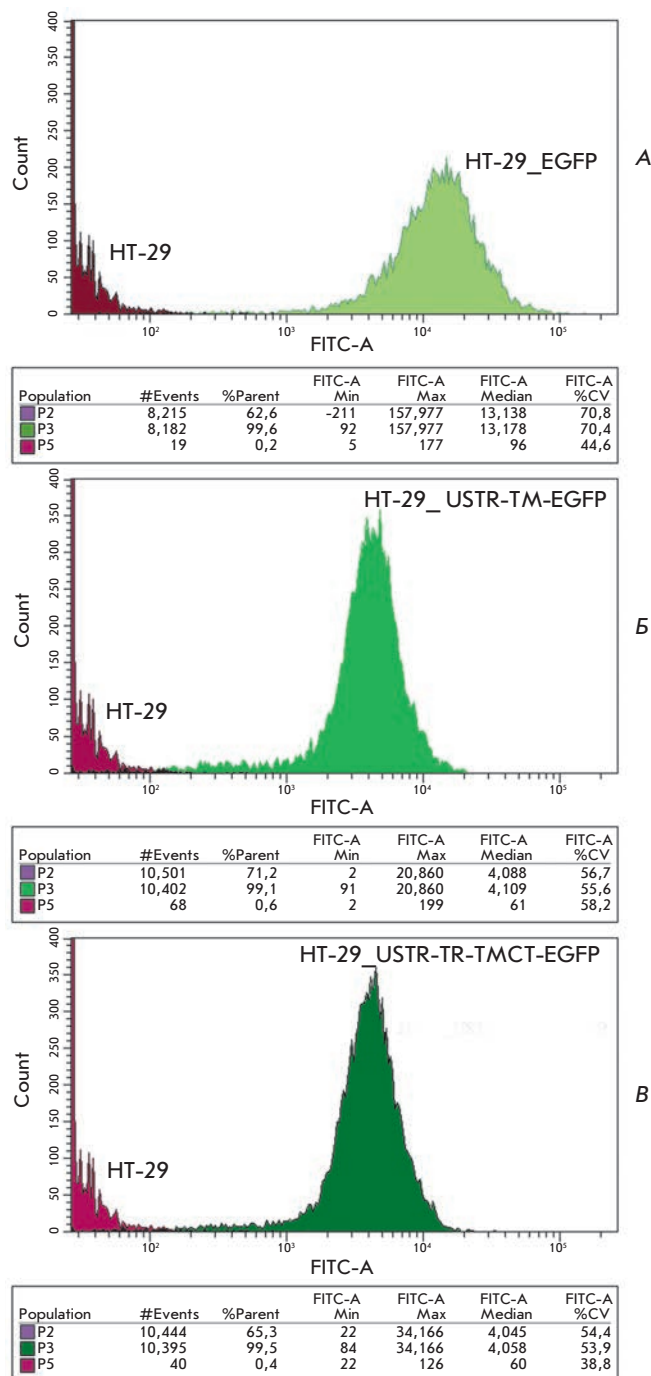 400
350
300
250
200
150
100
50
0
Count
HT-29_EGFP
HT-29
А
10² 10³ 10⁴ 10⁵
FITC-A
FITC-A FITC-A FITC-A FITC-A
Population #Events %Parent Min Max Median %CV
P2 8,215 62,6 -211 157,977 13,138 70,8
P3 8,182 99,6 92 157,977 13,178 70,4
P5 19 0,2 5 177 96 44,6
400
350
300
250
200
150
100
50
0
Count
HT-29_ USTR-TM-EGFP
HT-29
Б
10² 10³ 10⁴ 10⁵
FITC-A
FITC-A FITC-A FITC-A FITC-A
Population #Events %Parent Min Max Median %CV
P2 10,501 71,2 2 20,860 4,088 56,7
P3 10,402 99,1 91 20,860 4,109 55,6
P5 68 0,6 2 199 61 58,2
400
350
300
250
200
150
100
50
0
Count
HT-29_USTR-TR-TMCT-EGFP
HT-29
В
10² 10³ 10⁴ 10⁵
FITC-A
FITC-A FITC-A FITC-A FITC-A
Population #Events %Parent Min Max Median %CV
P2 10,444 65,3 22 34,166 4,045 54,4
P3 10,395 99,5 84 34,166 4,058 53,9
P5 40 0,4 22 126 60 38,8